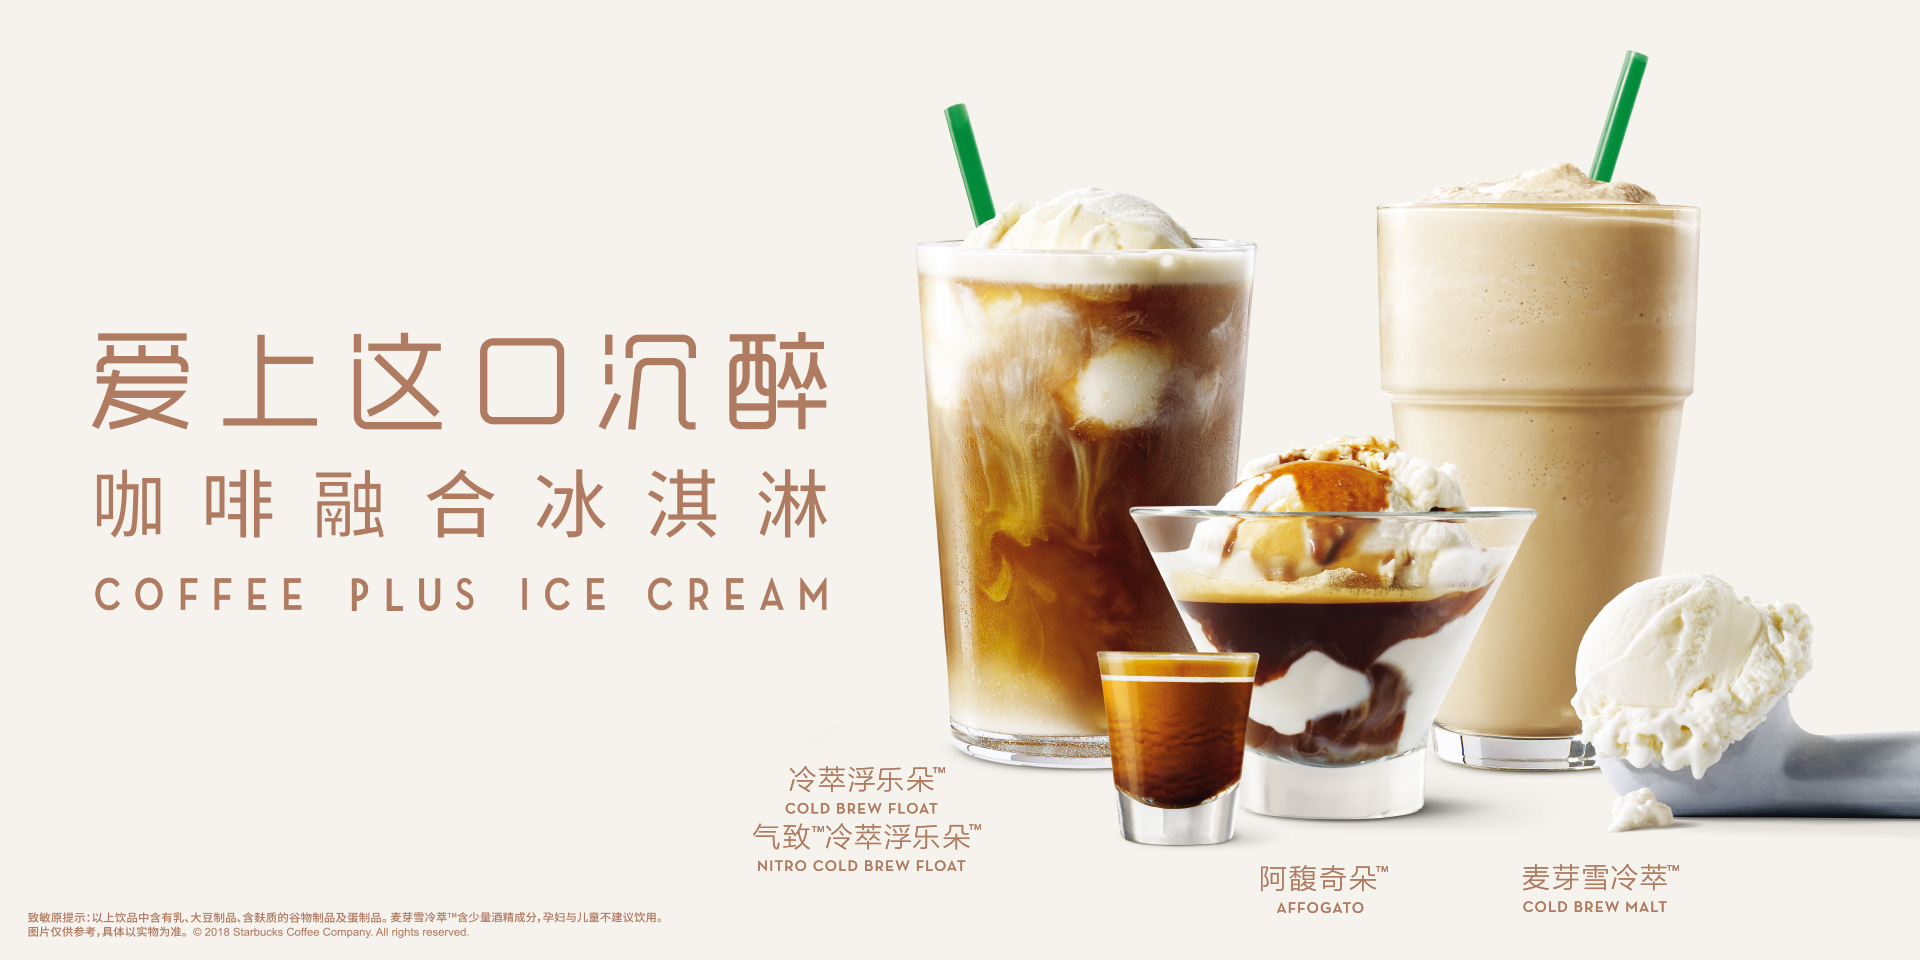 爱上这口沉醉
咖啡融合冰淇淋
COFFEE PLUS ICE CREAM
冷萃浮乐朵™
COLD BREW FLOAT
气致™冷萃浮乐朵™
NITRO COLD BREW FLOAT
阿馥奇朵™
AFFOGATO
麦芽雪冷萃™
COLD BREW MALT
致敏原提示:以上饮品中含有乳、大豆制品、含麸质的谷物制品及蛋制品。麦芽雪冷萃™含少量酒精成分,孕妇与儿童不建议饮用。
图片仅供参考,具体以实物为准。© 2018 Starbucks Coffee Company. All rights reserved.